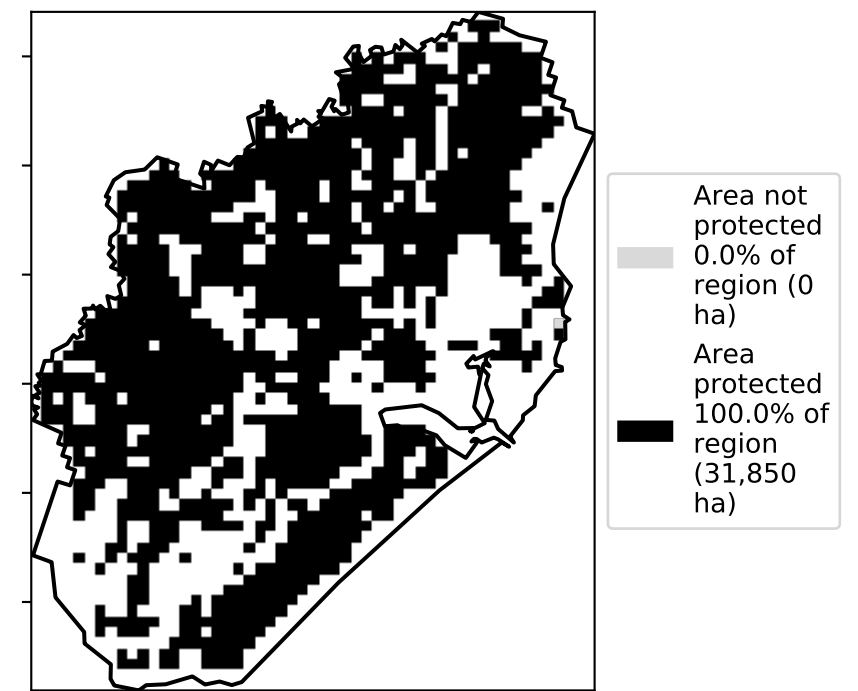 Area not
protected
0.0% of
region (0
ha)
Area
protected
100.0% of
region
(31,850
ha)